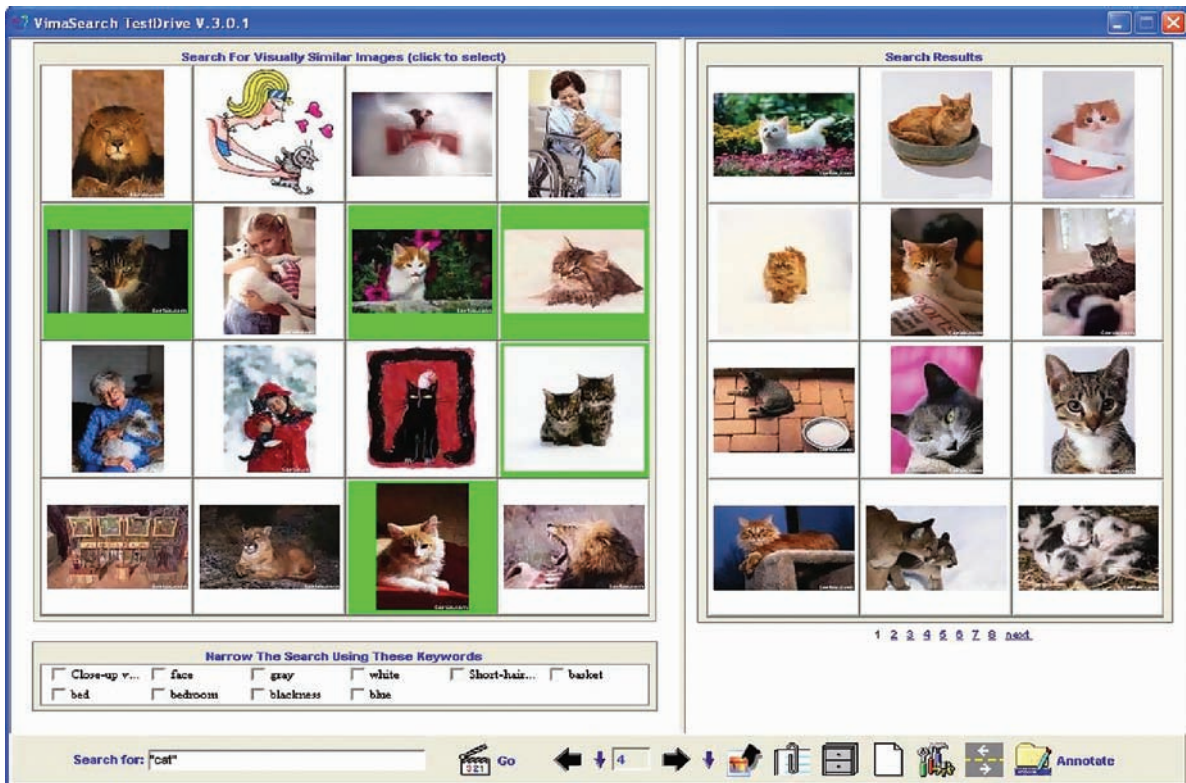 VimaSearch TestDrive V.3.0.1
Search For Visually Similar Images (click to select)
Search Results
Narrow The Search Using These Keywords
Close-up v... face gray white Short-hair... basket
bed bedroom blackness blue
1 2 3 4 5 6 7 8 next
Search for: "cat" Go 4 Annotate